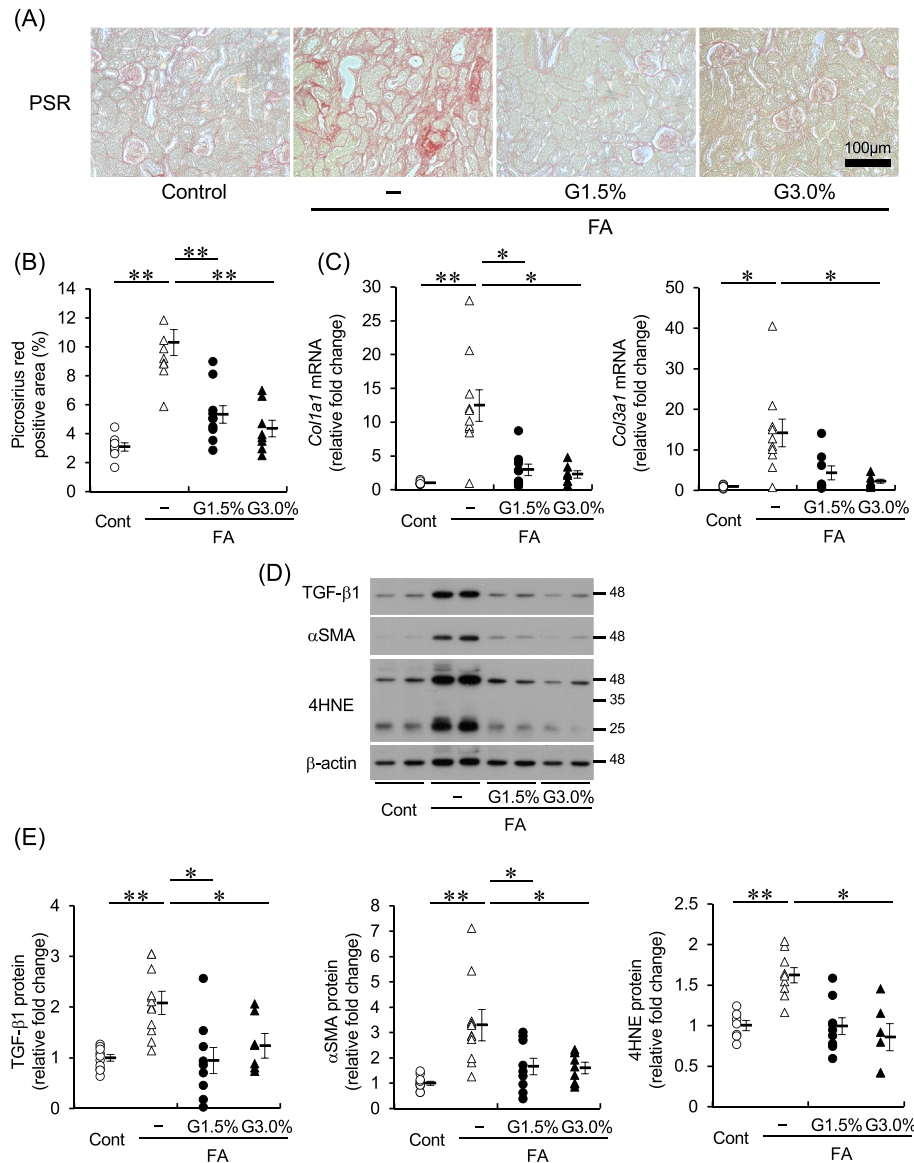 (A)
PSR
100μm
Control
–
G1.5%
G3.0%
FA
(B)
**
**
**
Picrosirius red
positive area (%)
14
12
10
8
6
4
2
0
Cont
–
G1.5%
G3.0%
FA
(C)
*
**
*
Col1a1 mRNA
(relative fold change)
30
25
20
15
10
5
0
Cont
–
G1.5%
G3.0%
FA
*
*
Col3a1 mRNA
(relative fold change)
50
40
30
20
10
0
Cont
–
G1.5%
G3.0%
FA
(D)
TGF-β1
48
αSMA
48
4HNE
48
35
25
β-actin
48
Cont
–
G1.5%
G3.0%
FA
(E)
*
**
*
TGF-β1 protein
(relative fold change)
4
3
2
1
0
Cont
–
G1.5%
G3.0%
FA
*
**
*
αSMA protein
(relative fold change)
8
7
6
5
4
3
2
1
0
Cont
–
G1.5%
G3.0%
FA
**
*
4HNE protein
(relative fold change)
2.5
2
1.5
1
0.5
0
Cont
–
G1.5%
G3.0%
FA